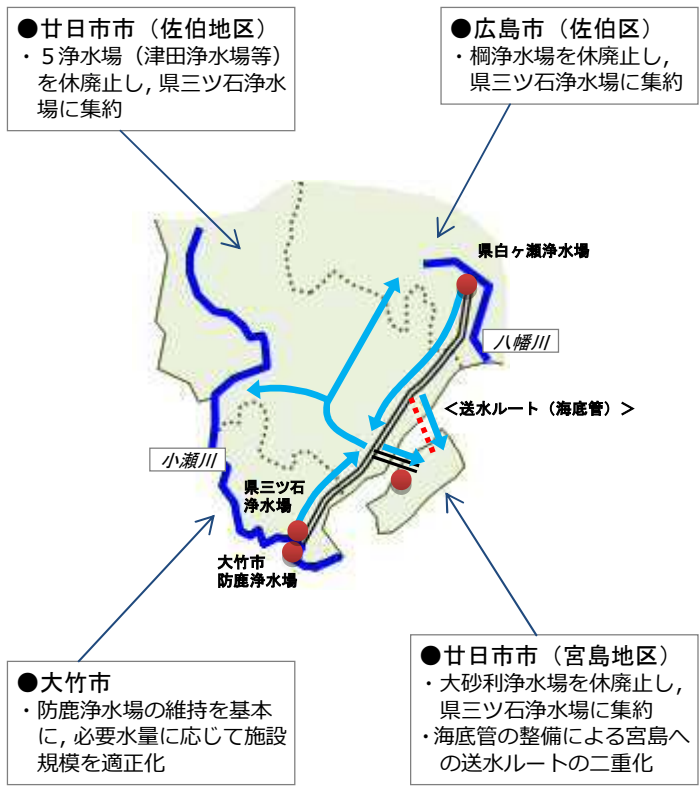 ●廿日市市（佐伯地区）
・５浄水場（津田浄水場等）
を休廃止し，県三ツ石浄水
場に集約
●広島市（佐伯区）
・棡浄水場を休廃止し，
県三ツ石浄水場に集約
県白ヶ瀬浄水場
八幡川
＜送水ルート（海底管）＞
小瀬川
県三ツ石
浄水場
大竹市
防鹿浄水場
●大竹市
・防鹿浄水場の維持を基本
に，必要水量に応じて施設
規模を適正化
●廿日市市（宮島地区）
・大砂利浄水場を休廃止し，
県三ツ石浄水場に集約
・海底管の整備による宮島へ
の送水ルートの二重化